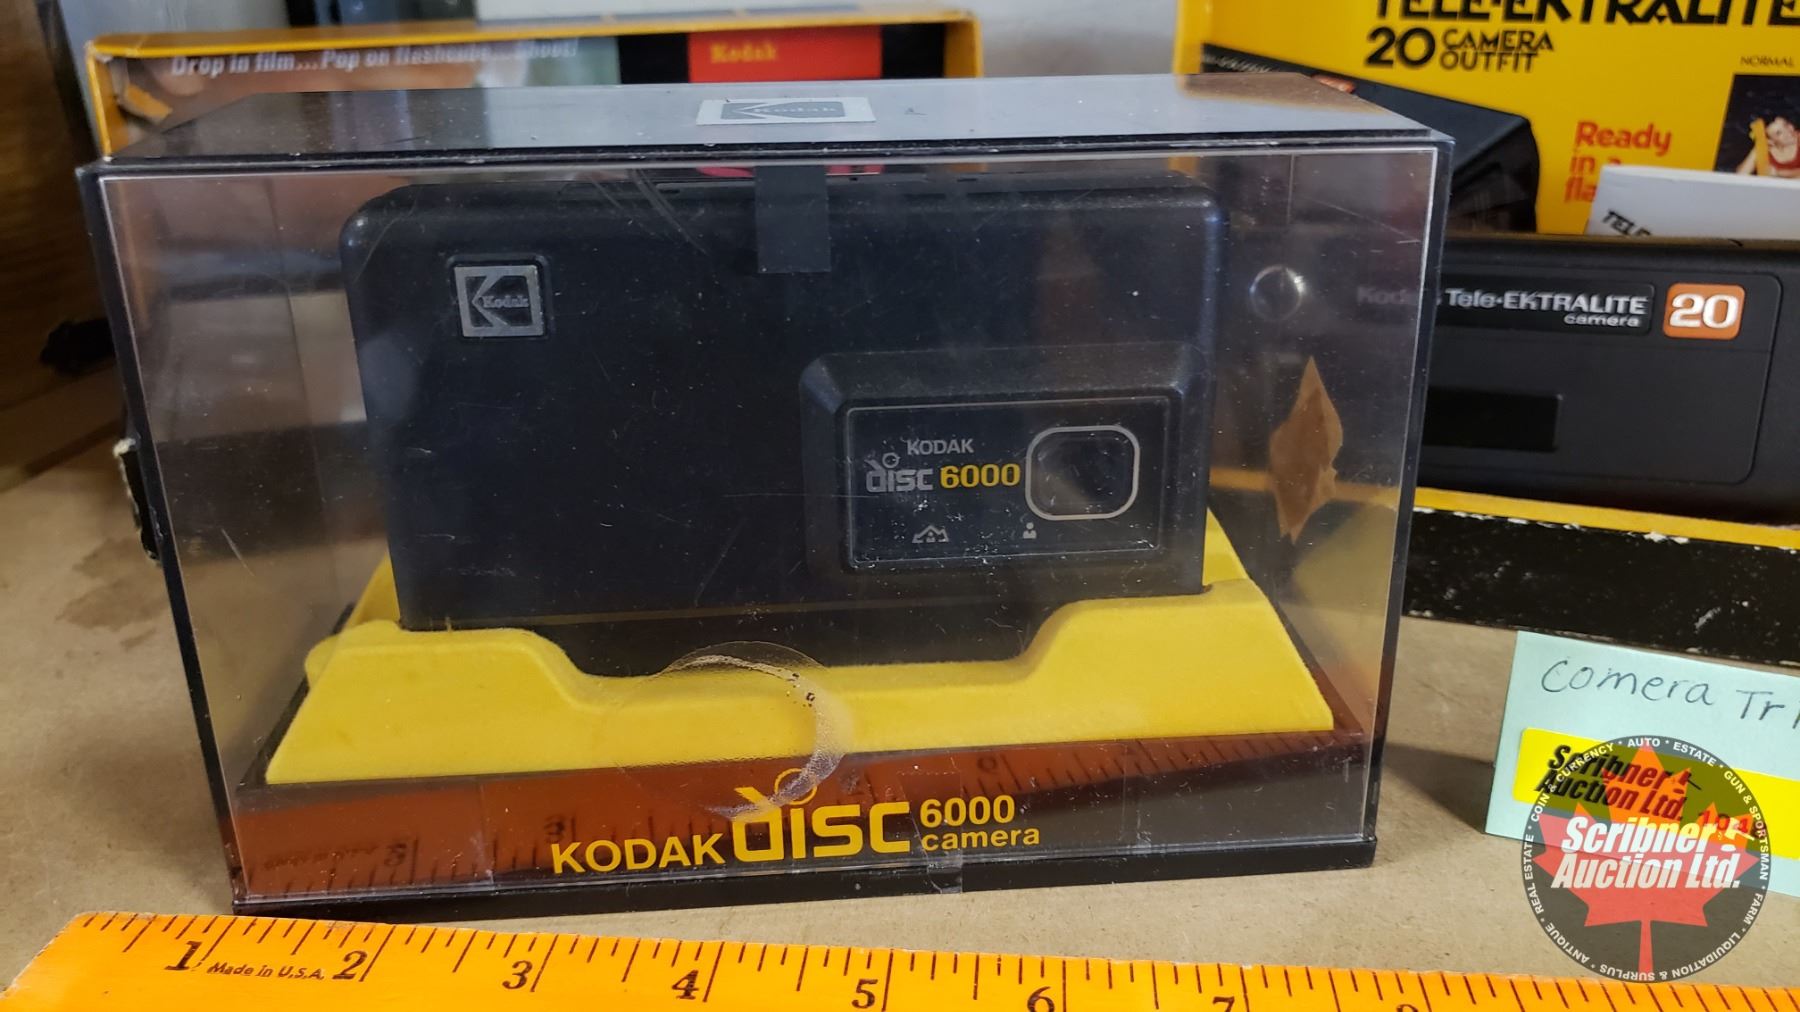 Drop in film...Pop on flashcube...Shoot!
Kodak
TELE-EKTRALITE
20 CAMERA
OUTFIT
NORMAL
Ready
in a
Kodak
Kodak
KODAK
disc 6000
Kodak Tele-EKTRALITE
camera
20
KODAK disc 6000
camera
Comera Tri
Scribner's
Auction Ltd.
Scribner's
Auction Ltd.
COIN & CURRENCY * AUTO * ESTATE * GUN & SPORTSMAN * FARM * LIQUIDATION & SURPLUS * ANTIQUE * REAL ESTATE *
1 Made in U.S.A. 2 3 4 5 6 7 8